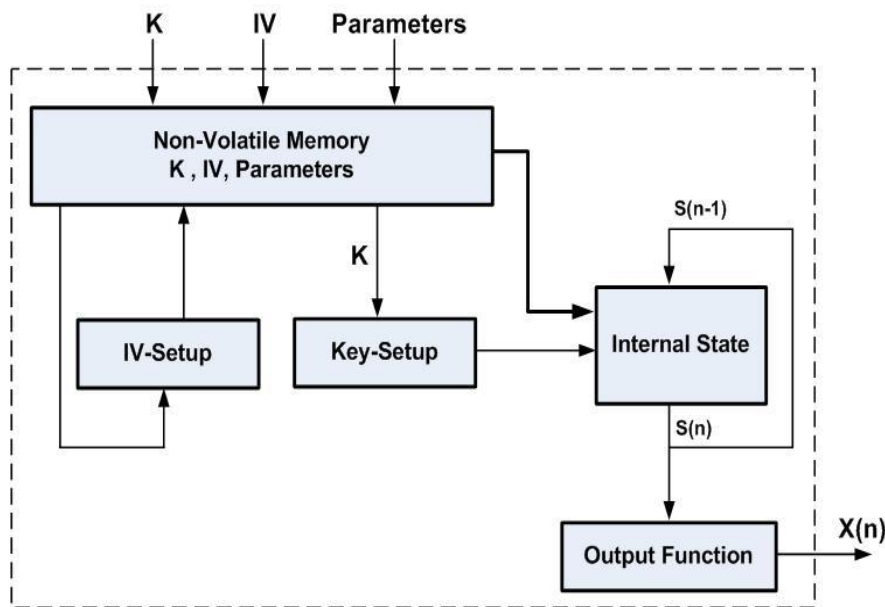 K
IV
Parameters
Non-Volatile Memory
K , IV, Parameters
S(n-1)
K
IV-Setup
Key-Setup
Internal State
S(n)
Output Function
X(n)